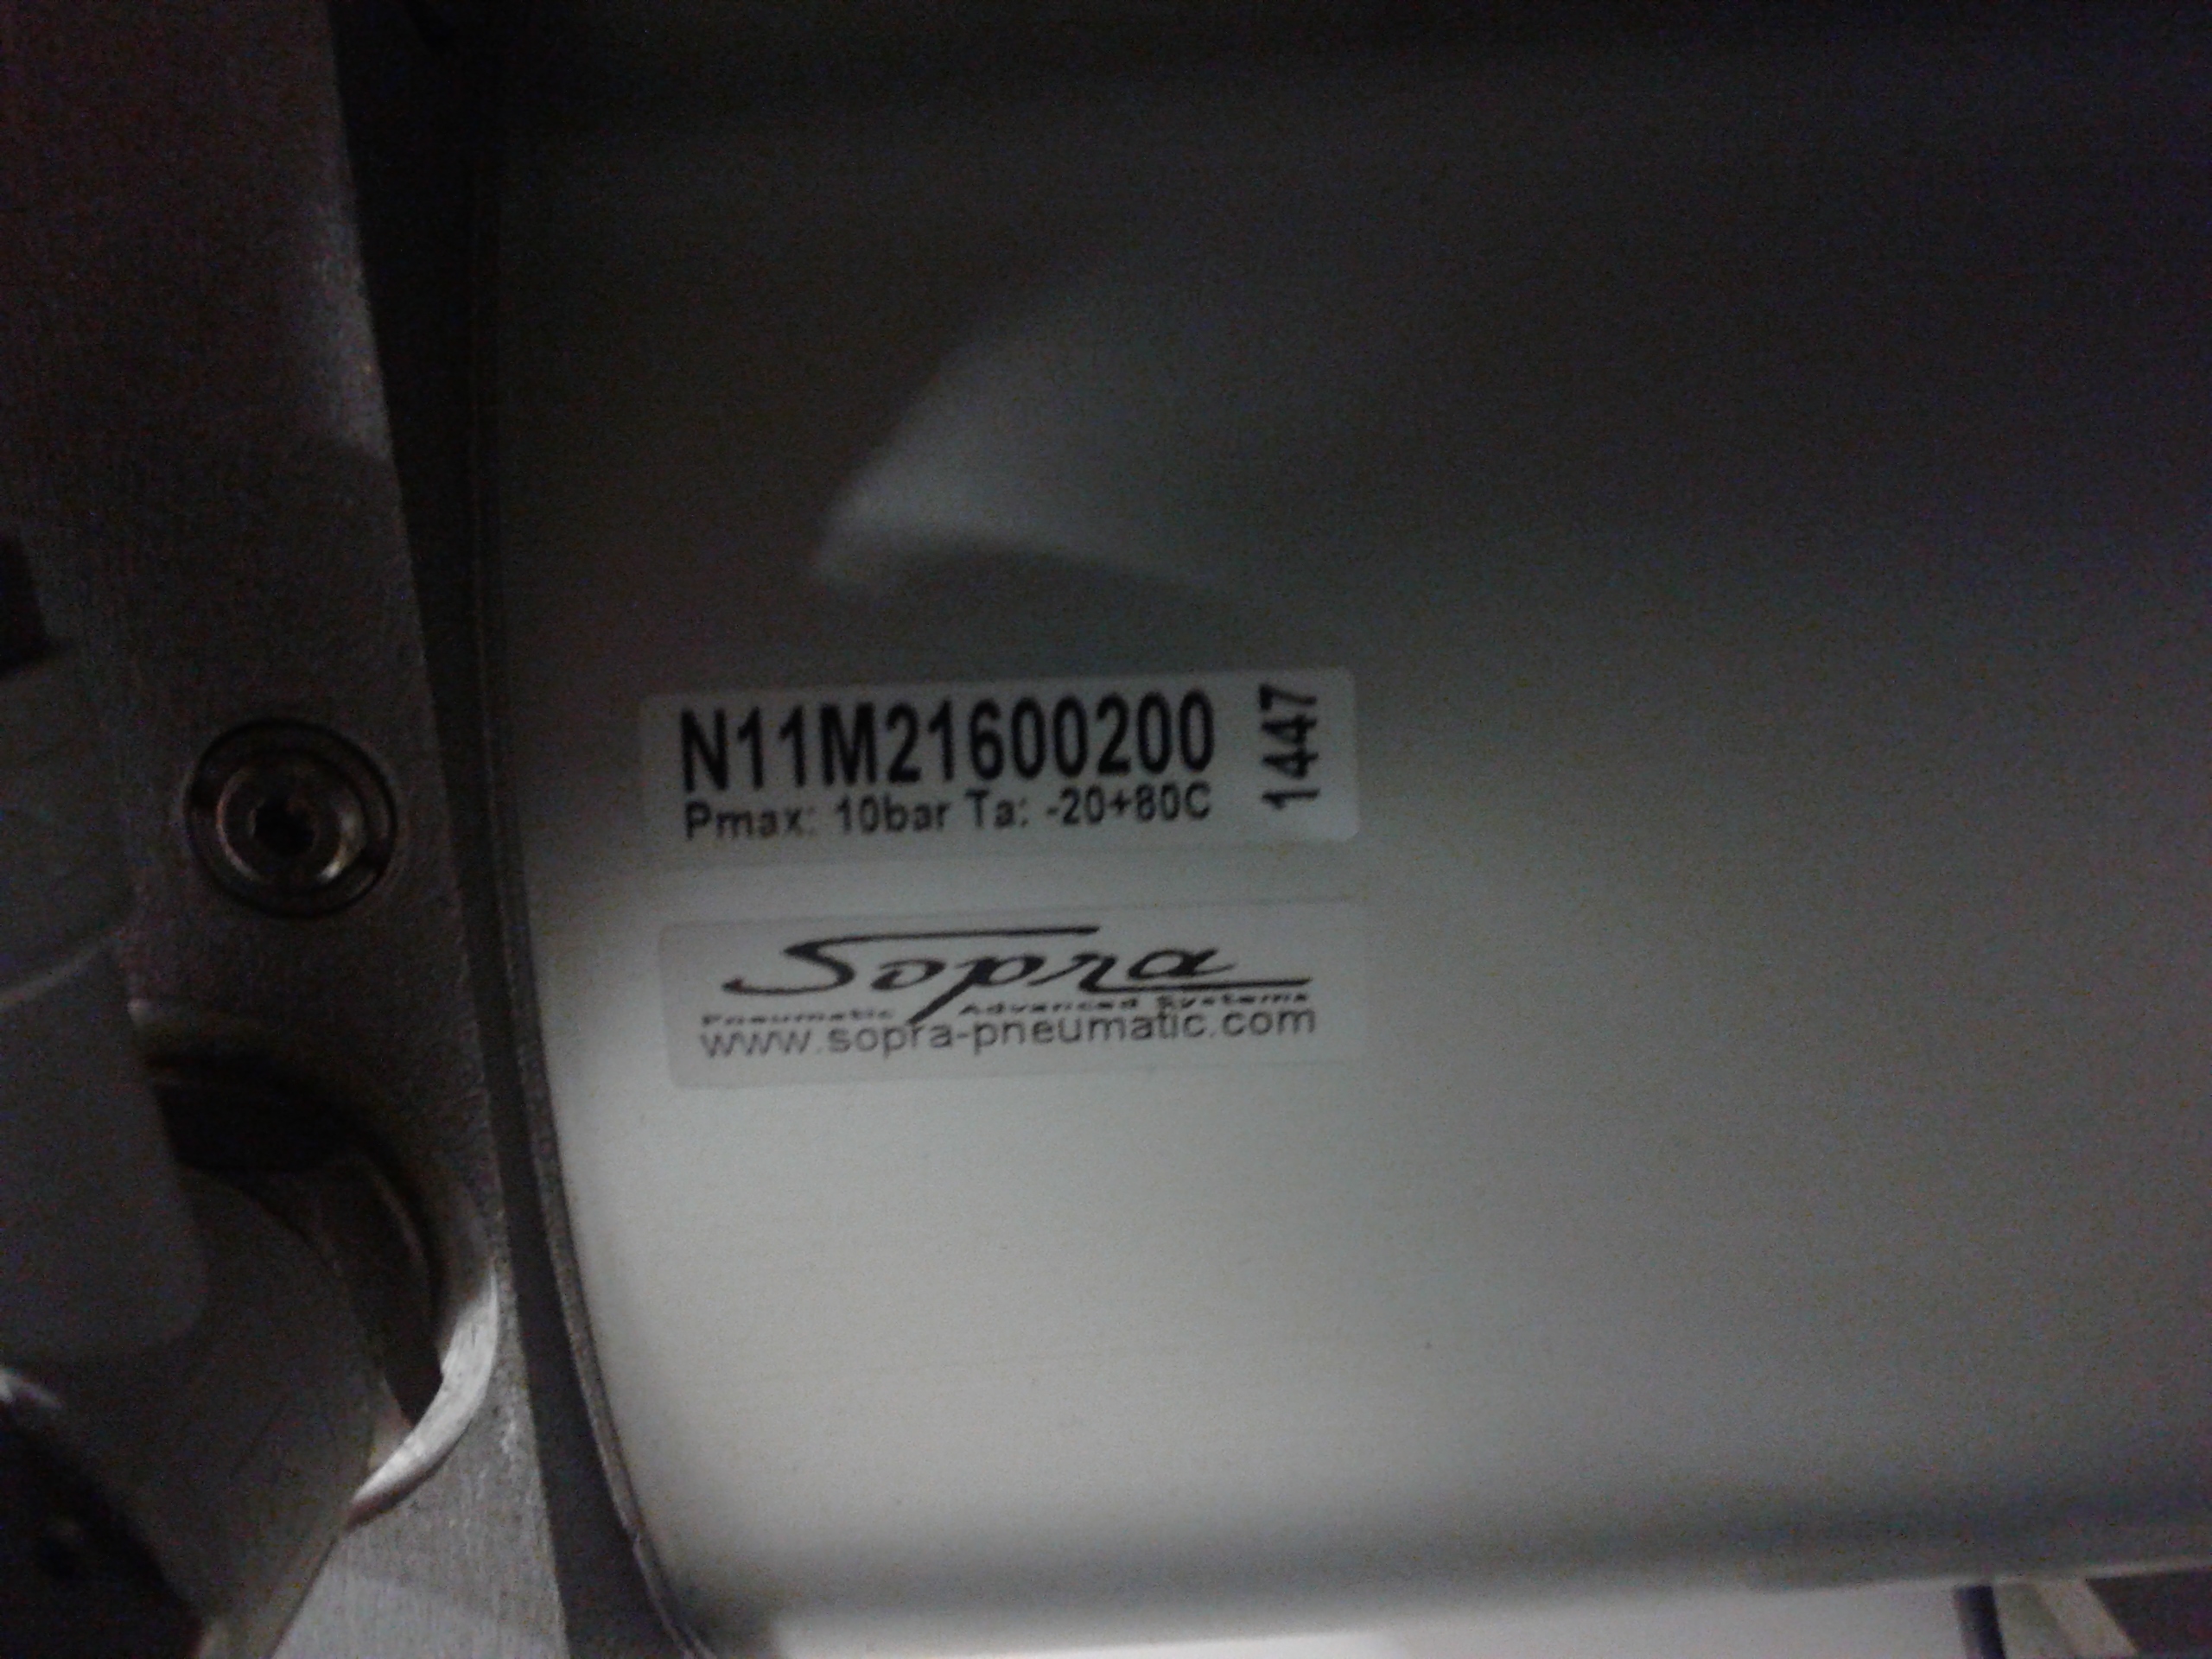 N11M21600200
1447
Pmax: 10bar Ta: -20+80C
Sopra
Pneumatic Advanced Systems
www.sopra-pneumatic.com